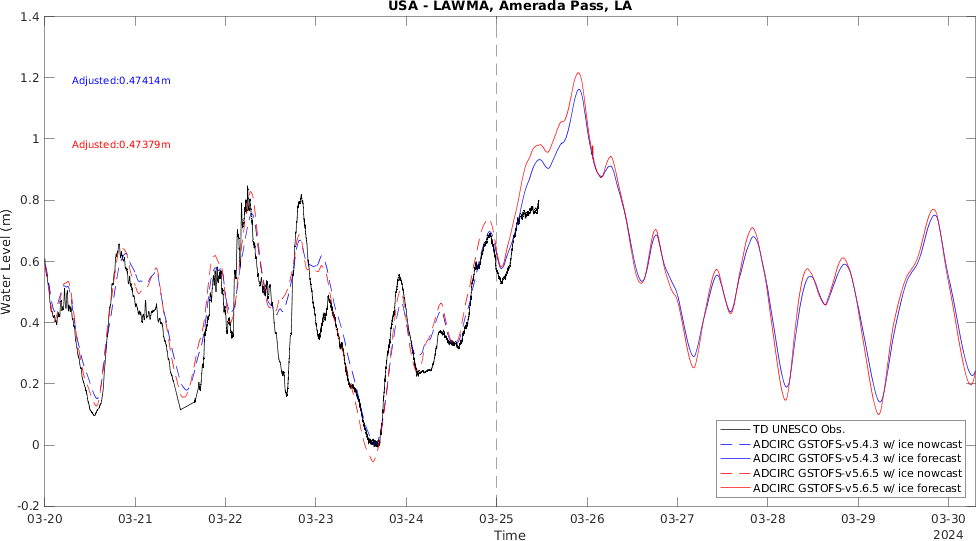 USA - LAWMA, Amerada Pass, LA
1.4
1.2
1
0.8
0.6
0.4
0.2
0
-0.2
Water Level (m)
Adjusted:0.47414m
Adjusted:0.47379m
TD UNESCO Obs.
ADCIRC GSTOFS-v5.4.3 w/ ice nowcast
ADCIRC GSTOFS-v5.4.3 w/ ice forecast
ADCIRC GSTOFS-v5.6.5 w/ ice nowcast
ADCIRC GSTOFS-v5.6.5 w/ ice forecast
03-20 03-21 03-22 03-23 03-24 03-25 03-26 03-27 03-28 03-29 03-30
Time
2024